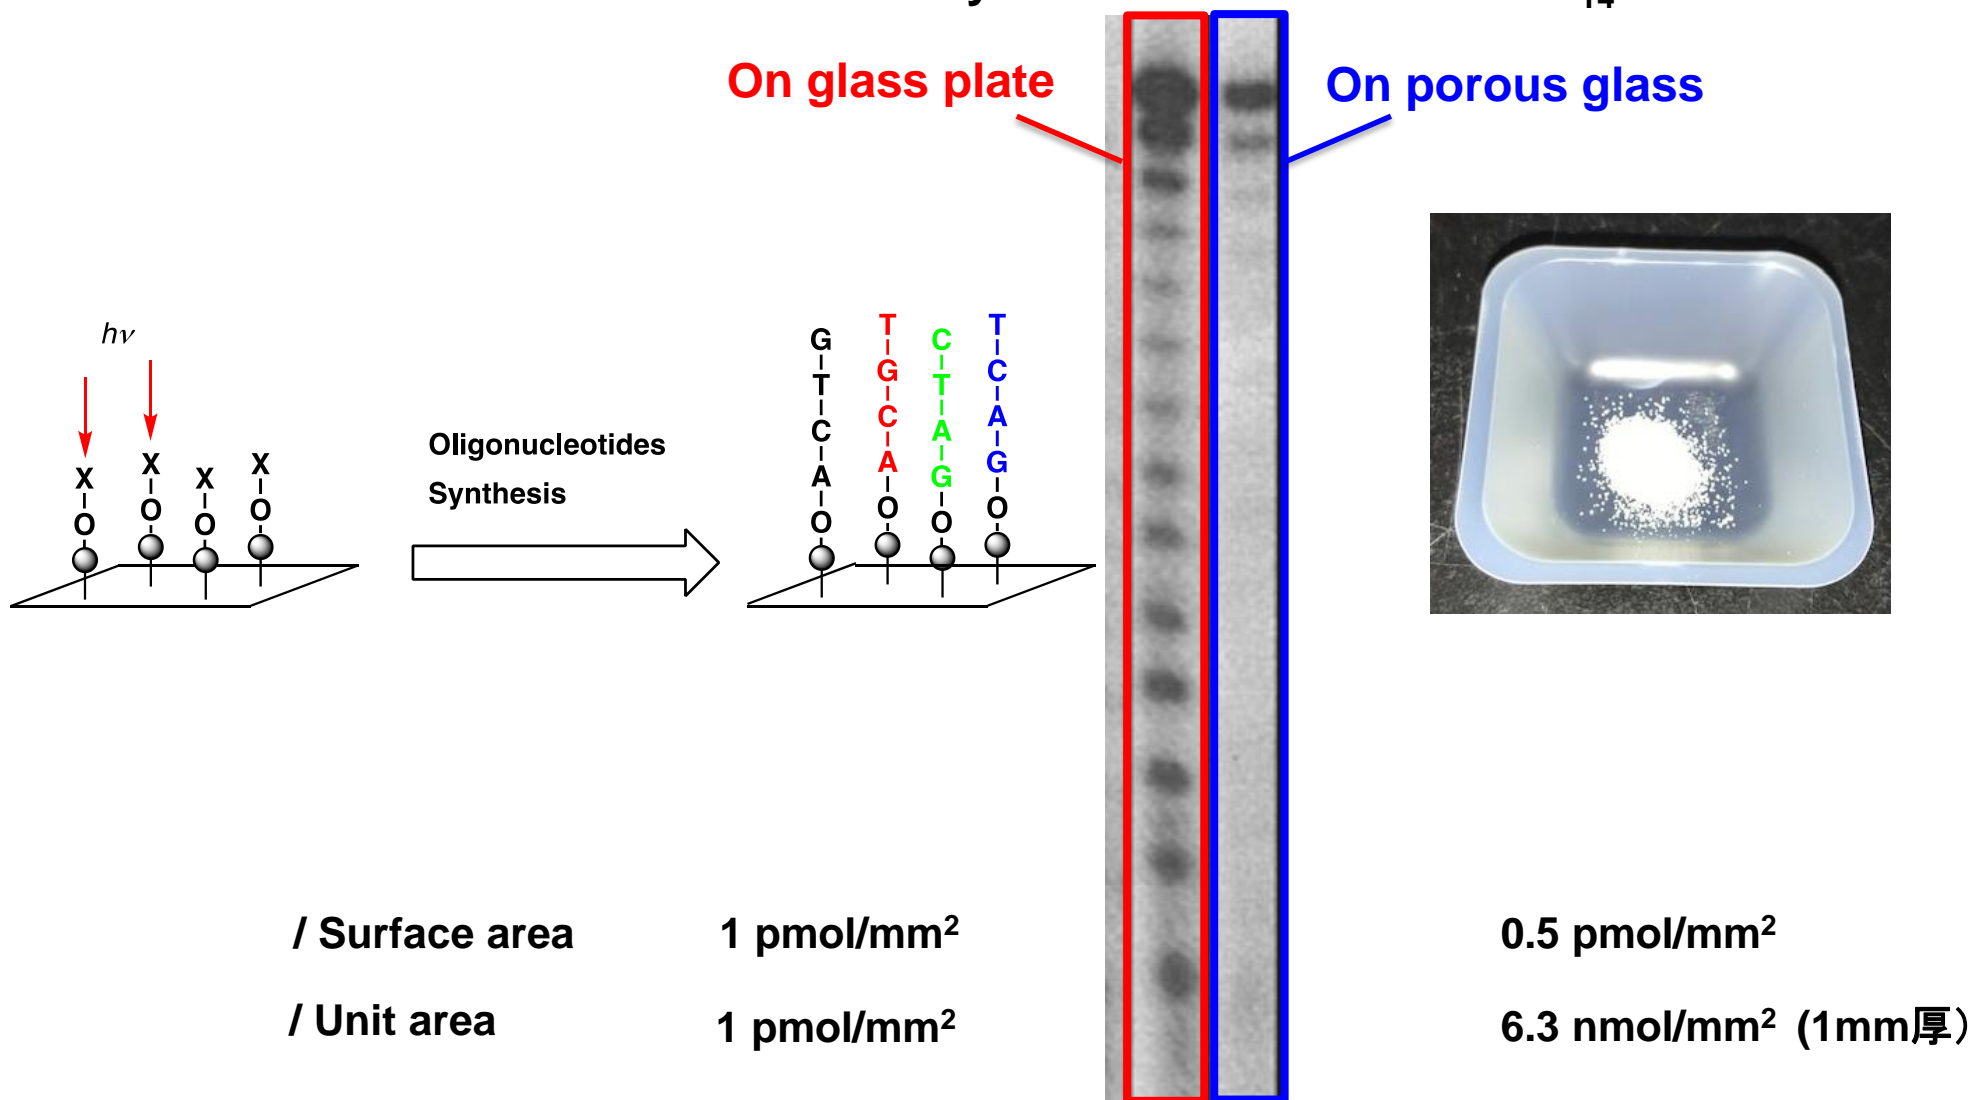 On glass plate
On porous glass
hν
X X X X
O O O O
Oligonucleotides
Synthesis
G T C A O
T G C A O
C T A G O
T C A G O
/ Surface area 1 pmol/mm² 0.5 pmol/mm²
/ Unit area 1 pmol/mm² 6.3 nmol/mm² (1mm厚）